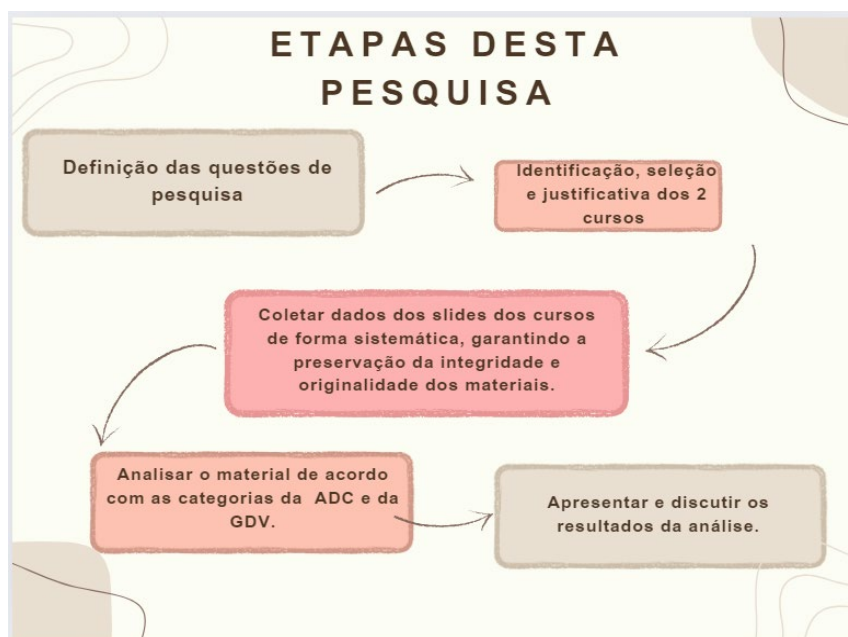 ETAPAS DESTA
PESQUISA
Definição das questões de
pesquisa
Identificação, seleção
e justificativa dos 2
cursos
Coletar dados dos slides dos cursos
de forma sistemática, garantindo a
preservação da integridade e
originalidade dos materiais.
Analisar o material de acordo
com as categorias da  ADC e da
GDV.
Apresentar e discutir os
resultados da análise.